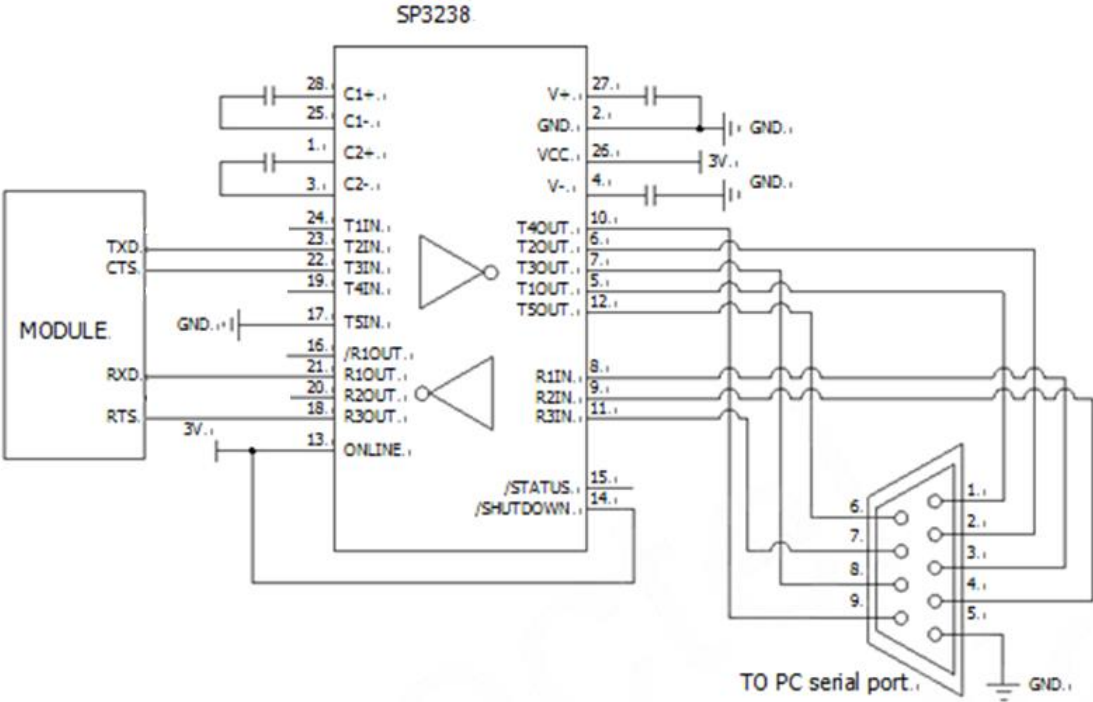 SP3238
MODULE.
TXD.
CTS.
RXD.
RTS.
28.
C1+.
25.
C1-.
1.
C2+.
3.
C2-.
24.
T1IN.
23.
T2IN.
22.
T3IN.
19.
T4IN.
GND.
17.
T5IN.
16.
/R1OUT.
21.
R1OUT.
20.
R2OUT.
18.
R3OUT.
3V.
13.
ONLINE.
V+.
27.
GND.
2.
GND.
VCC.
26.
3V.
V-.
4.
GND.
T4OUT.
10.
T2OUT.
6.
T3OUT.
7.
T1OUT.
5.
T5OUT.
12.
R1IN.
8.
R2IN.
9.
R3IN.
11.
/STATUS.
15.
/SHUTDOWN.
14.
6.
7.
8.
9.
1.
2.
3.
4.
5.
TO PC serial port.
GND.